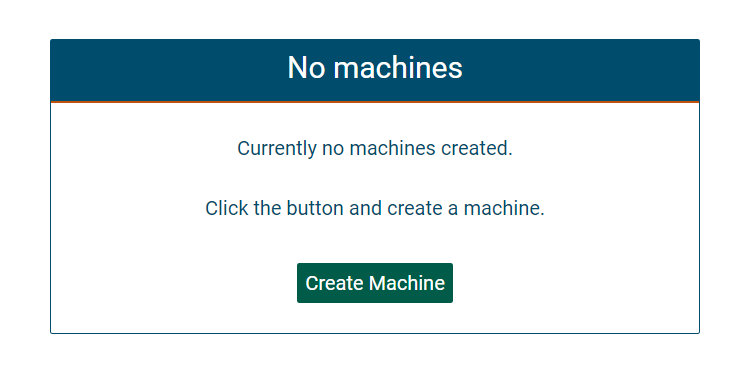 No machines
Currently no machines created.
Click the button and create a machine.
Create Machine